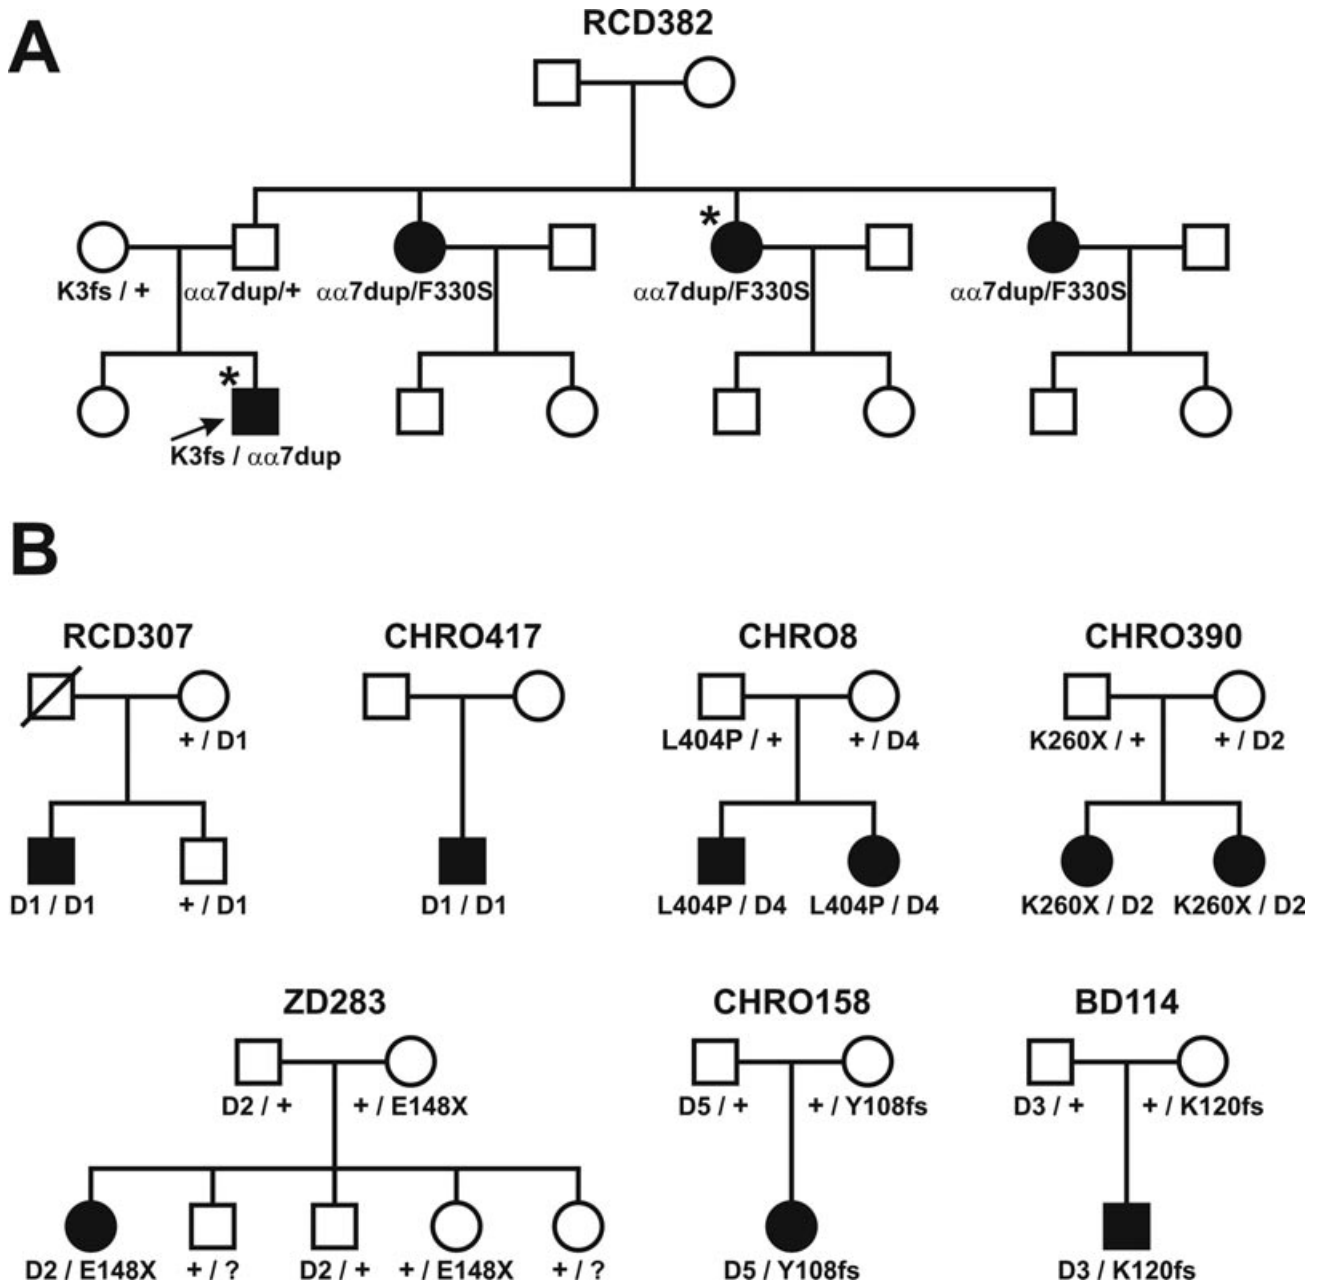 A
RCD382
*
K3fs / + αα7dup/+ αα7dup/F330S αα7dup/F330S αα7dup/F330S
*
K3fs / αα7dup
B
RCD307 CHRO417 CHRO8 CHRO390
+ / D1 L404P / + + / D4 K260X / + + / D2
D1 / D1 + / D1 D1 / D1 L404P / D4 L404P / D4 K260X / D2 K260X / D2
ZD283 CHRO158 BD114
D2 / + + / E148X D5 / + + / Y108fs D3 / + + / K120fs
D2 / E148X + / ? D2 / + + / E148X + / ? D5 / Y108fs D3 / K120fs